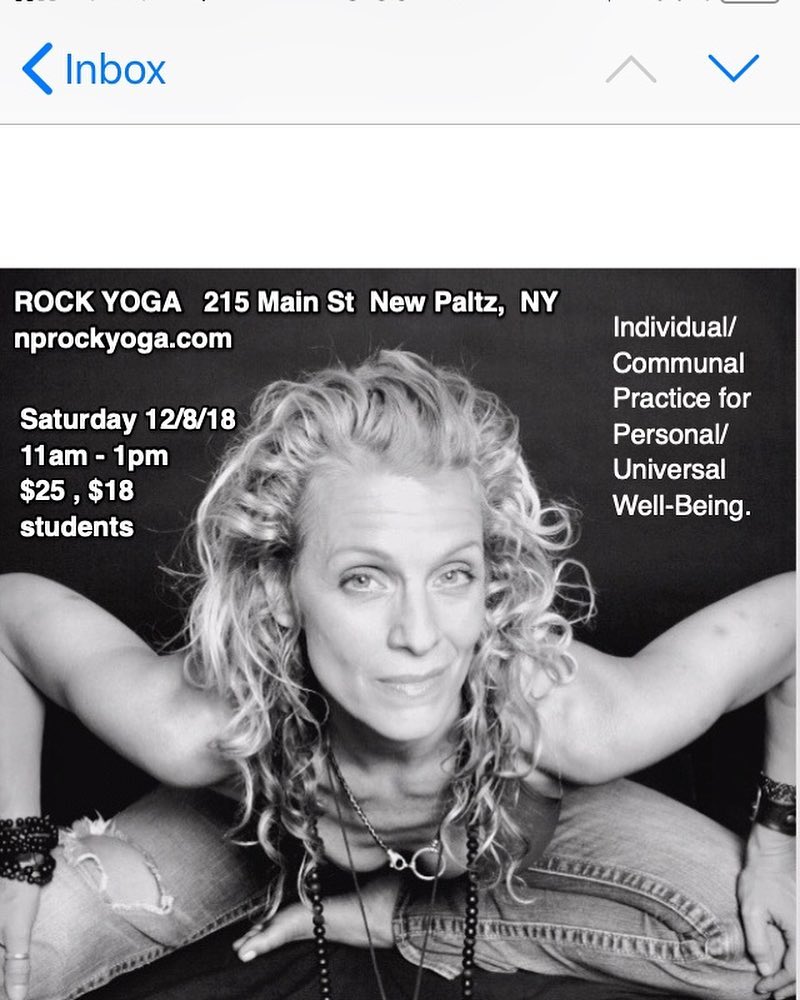 Inbox
ROCK YOGA 215 Main St New Paltz, NY
nprockyoga.com
Saturday 12/8/18
11am - 1pm
$25 , $18
students
Individual/
Communal
Practice for
Personal/
Universal
Well-Being.